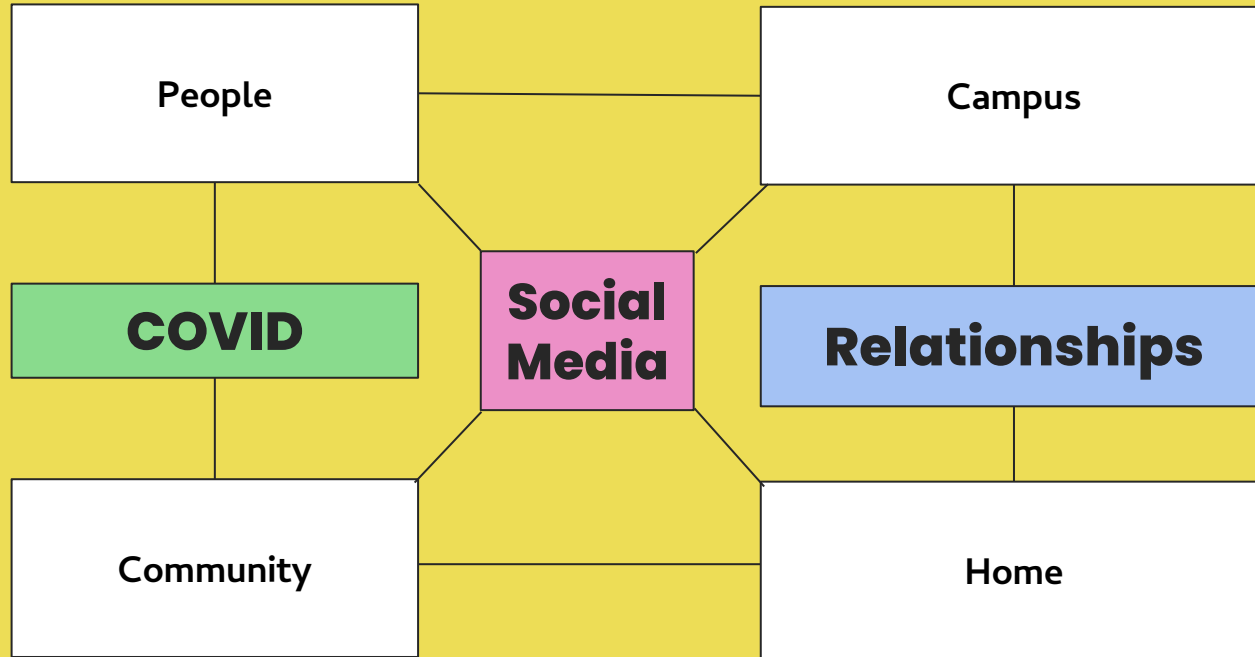 People
Campus
COVID
Social
Media
Relationships
Community
Home